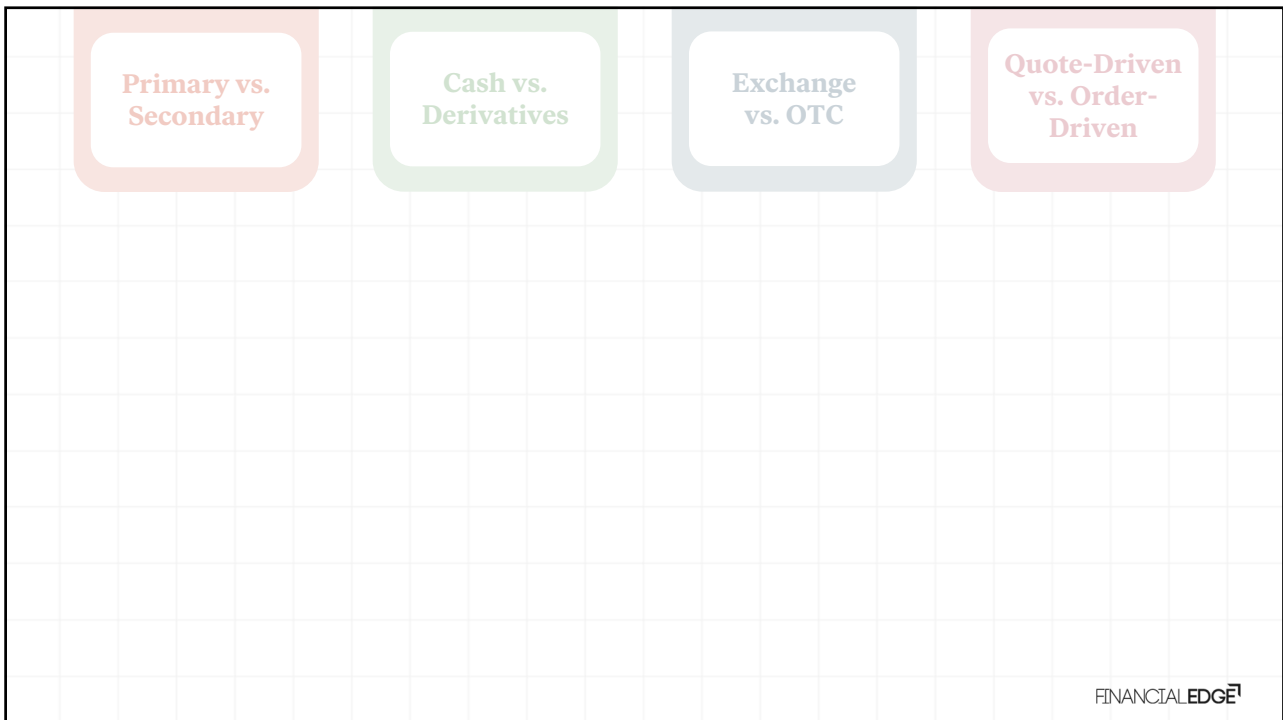 Primary vs.
Secondary
Cash vs.
Derivatives
Exchange
vs. OTC
Quote-Driven
vs. Order-
Driven
FINANCIALEDGE